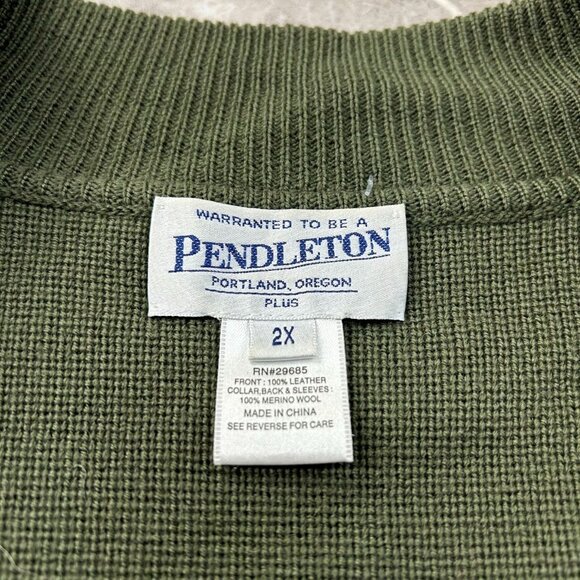 WARRANTED TO BE A
PENDLETON
PORTLAND, OREGON
PLUS
2X
RN#29685
FRONT : 100% LEATHER
COLLAR,BACK & SLEEVES :
100% MERINO WOOL
MADE IN CHINA
SEE REVERSE FOR CARE